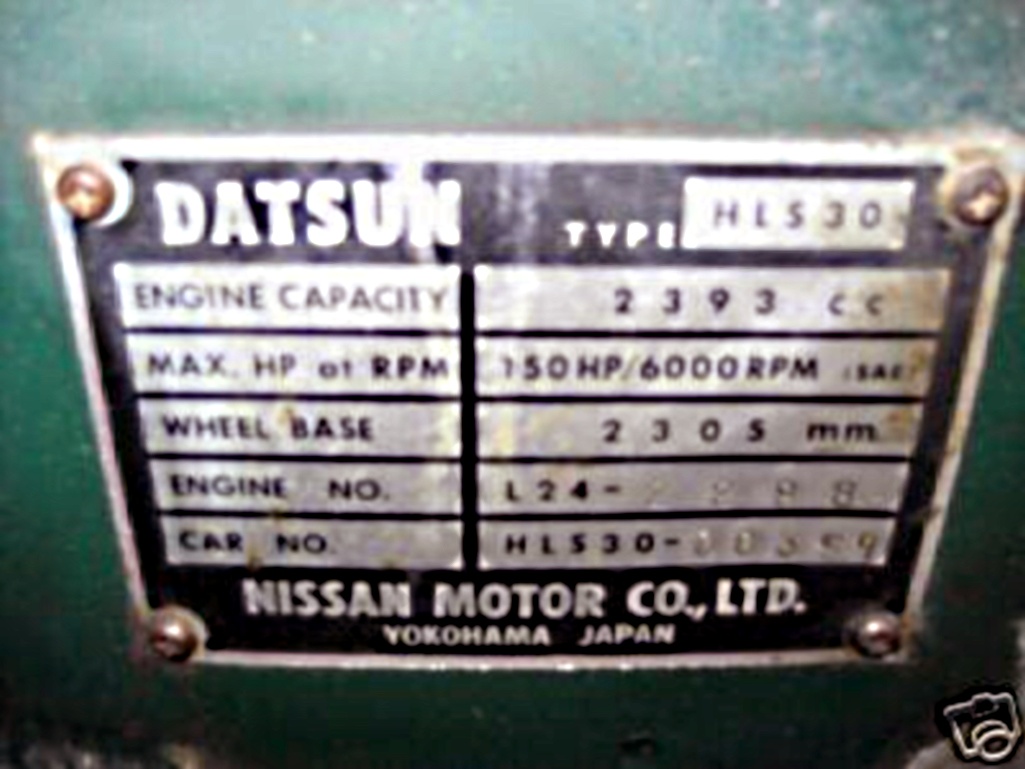 DATSUN TYPE HLS30
ENGINE CAPACITY 2393 cc
MAX. HP at RPM 150HP/6000RPM (SAE)
WHEEL BASE 2305 mm
ENGINE NO. L24-
CAR NO. HLS30-
NISSAN MOTOR CO., LTD.
YOKOHAMA JAPAN